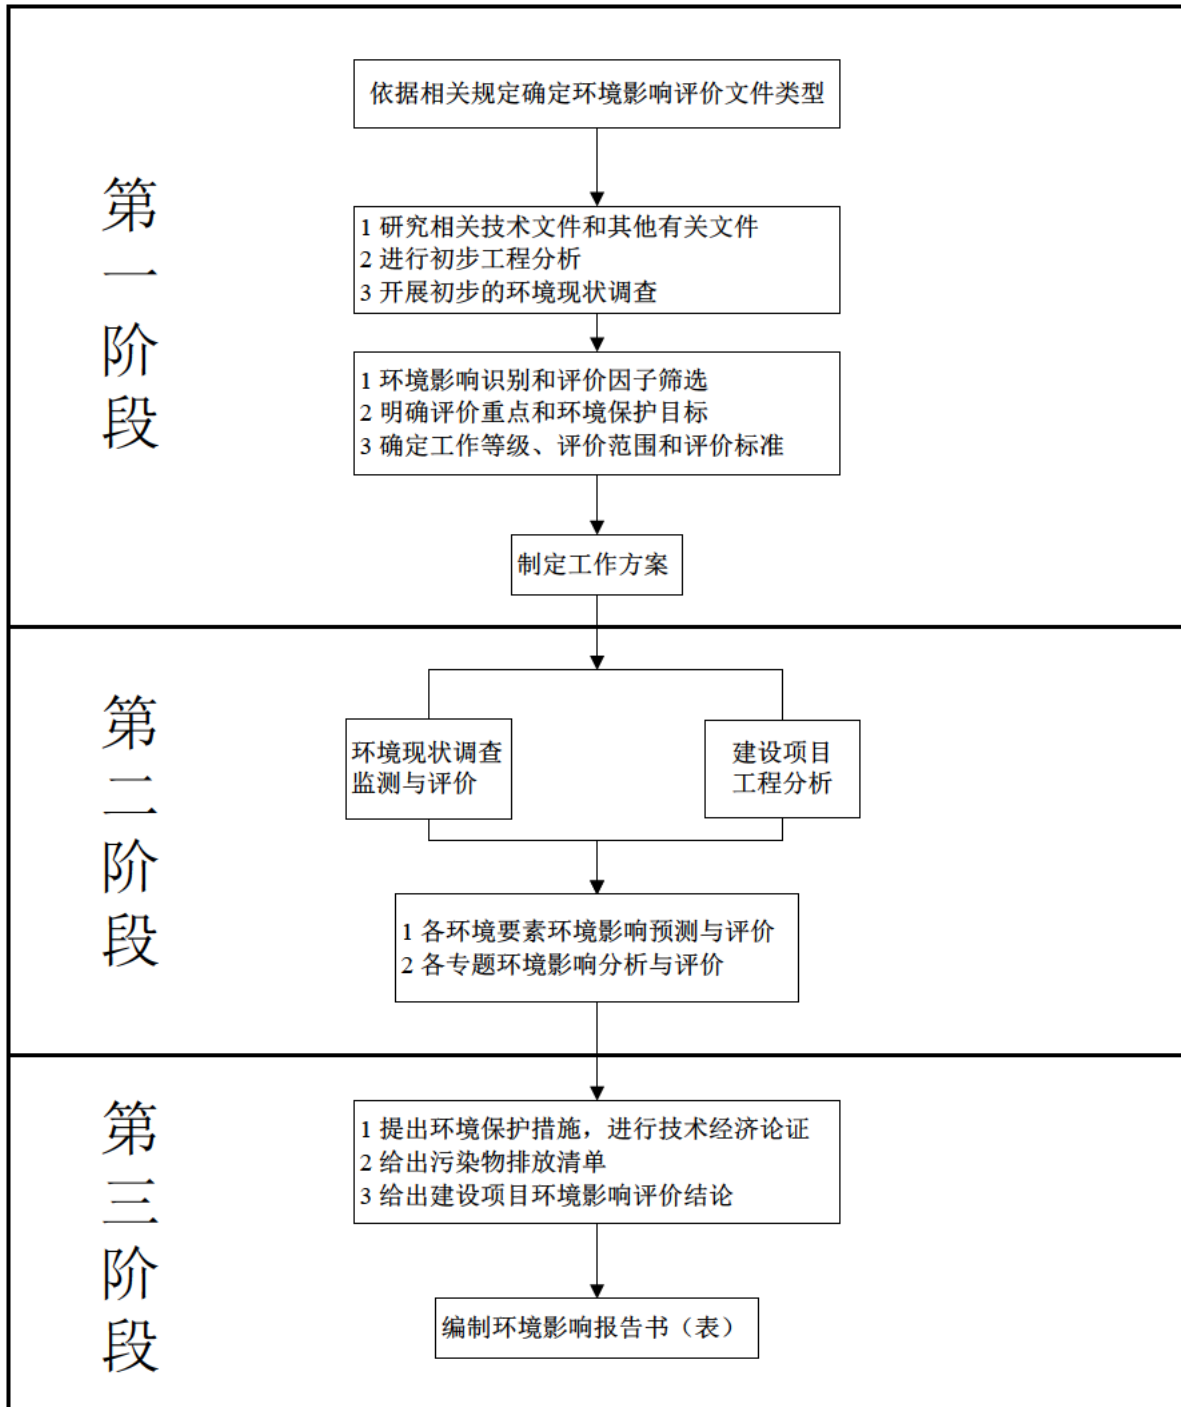 第一阶段
依据相关规定确定环境影响评价文件类型
1 研究相关技术文件和其他有关文件
2 进行初步工程分析
3 开展初步的环境现状调查
1 环境影响识别和评价因子筛选
2 明确评价重点和环境保护目标
3 确定工作等级、评价范围和评价标准
制定工作方案
第二阶段
环境现状调查
监测与评价
建设项目
工程分析
1 各环境要素环境影响预测与评价
2 各专题环境影响分析与评价
第三阶段
1 提出环境保护措施，进行技术经济论证
2 给出污染物排放清单
3 给出建设项目环境影响评价结论
编制环境影响报告书（表）